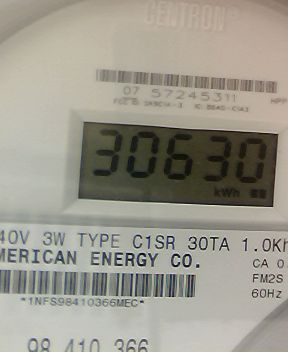 CENTRON®
07 57245311
30630
kWh
40V 3W TYPE C1SR 30TA 1.0Kh
MERICAN ENERGY CO. CA 0.
FM2S
*1NFS98410366MEC* 60Hz
98 410 366